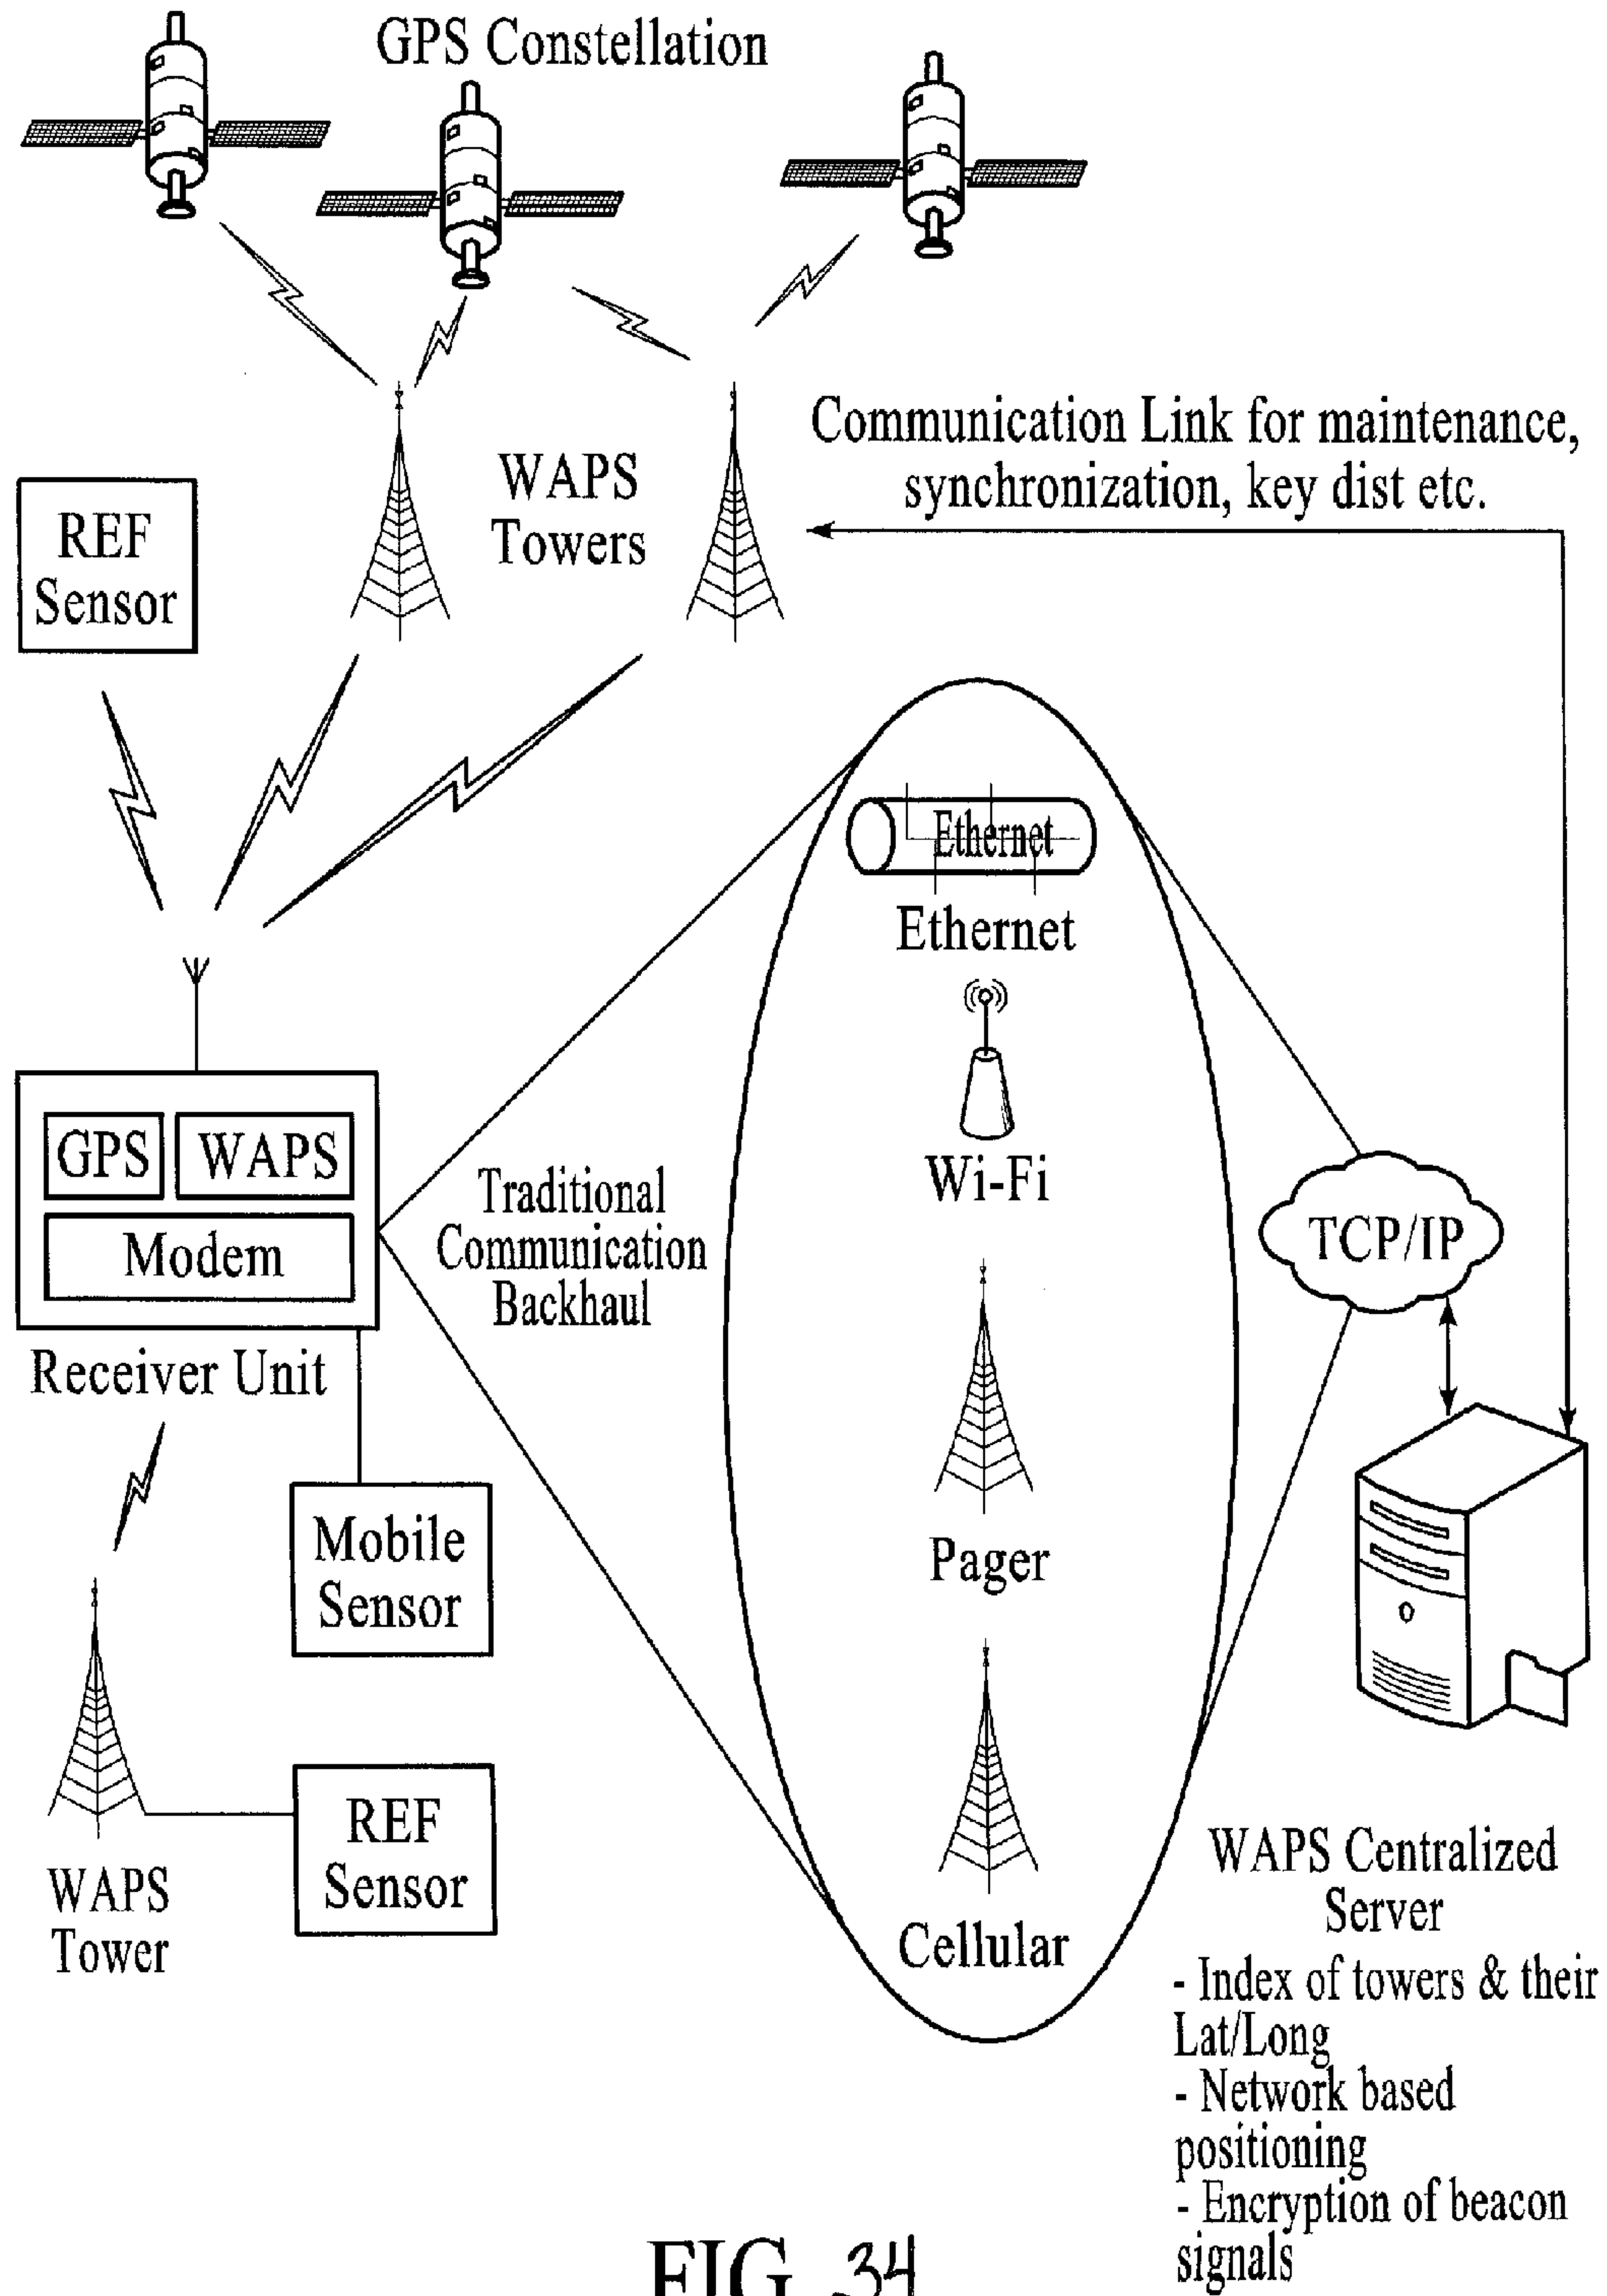 GPS Constellation
Communication Link for maintenance,
synchronization, key dist etc.
WAPS
Towers
REF
Sensor
Ethernet
Ethernet
Wi-Fi
GPS
WAPS
Modem
Traditional
Communication
Backhaul
TCP/IP
Receiver Unit
Pager
Mobile
Sensor
REF
Sensor
WAPS
Tower
Cellular
WAPS Centralized
Server
- Index of towers & their
Lat/Long
- Network based
positioning
- Encryption of beacon
signals
FIG. 34